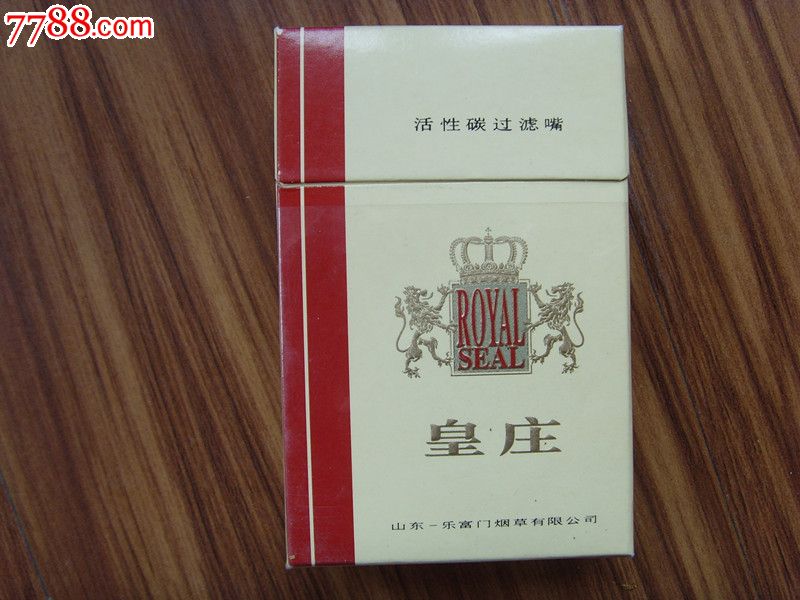 7788.com
活性碳过滤嘴
ROYAL
SEAL
皇庄
山东－乐富门烟草有限公司